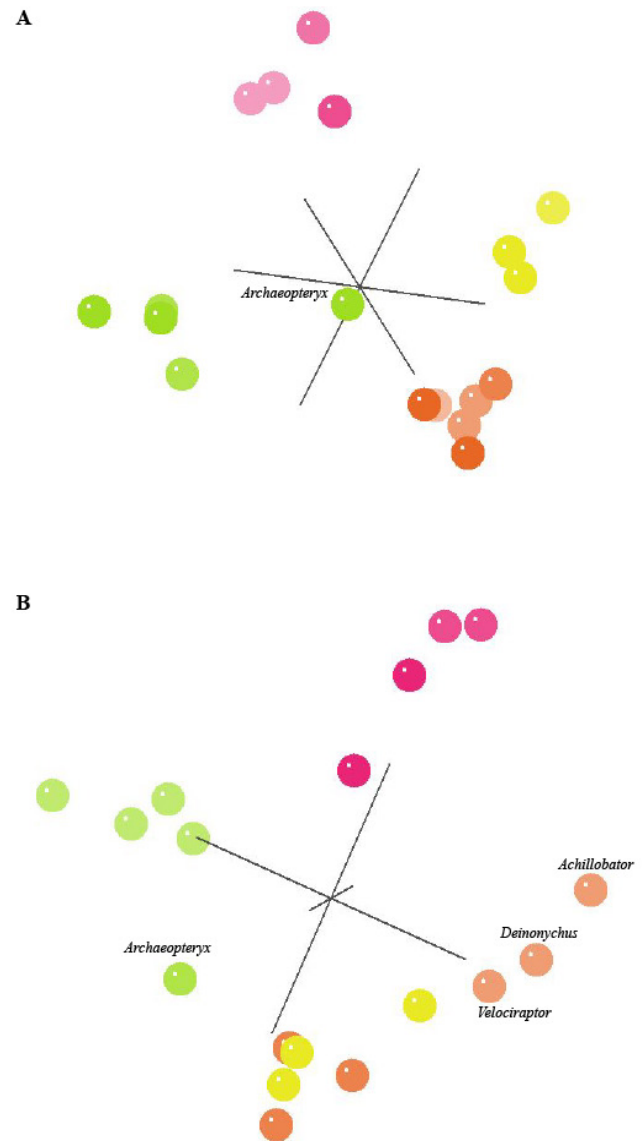 A
Archaeopteryx
B
Achillobator
Deinonychus
Archaeopteryx
Velociraptor